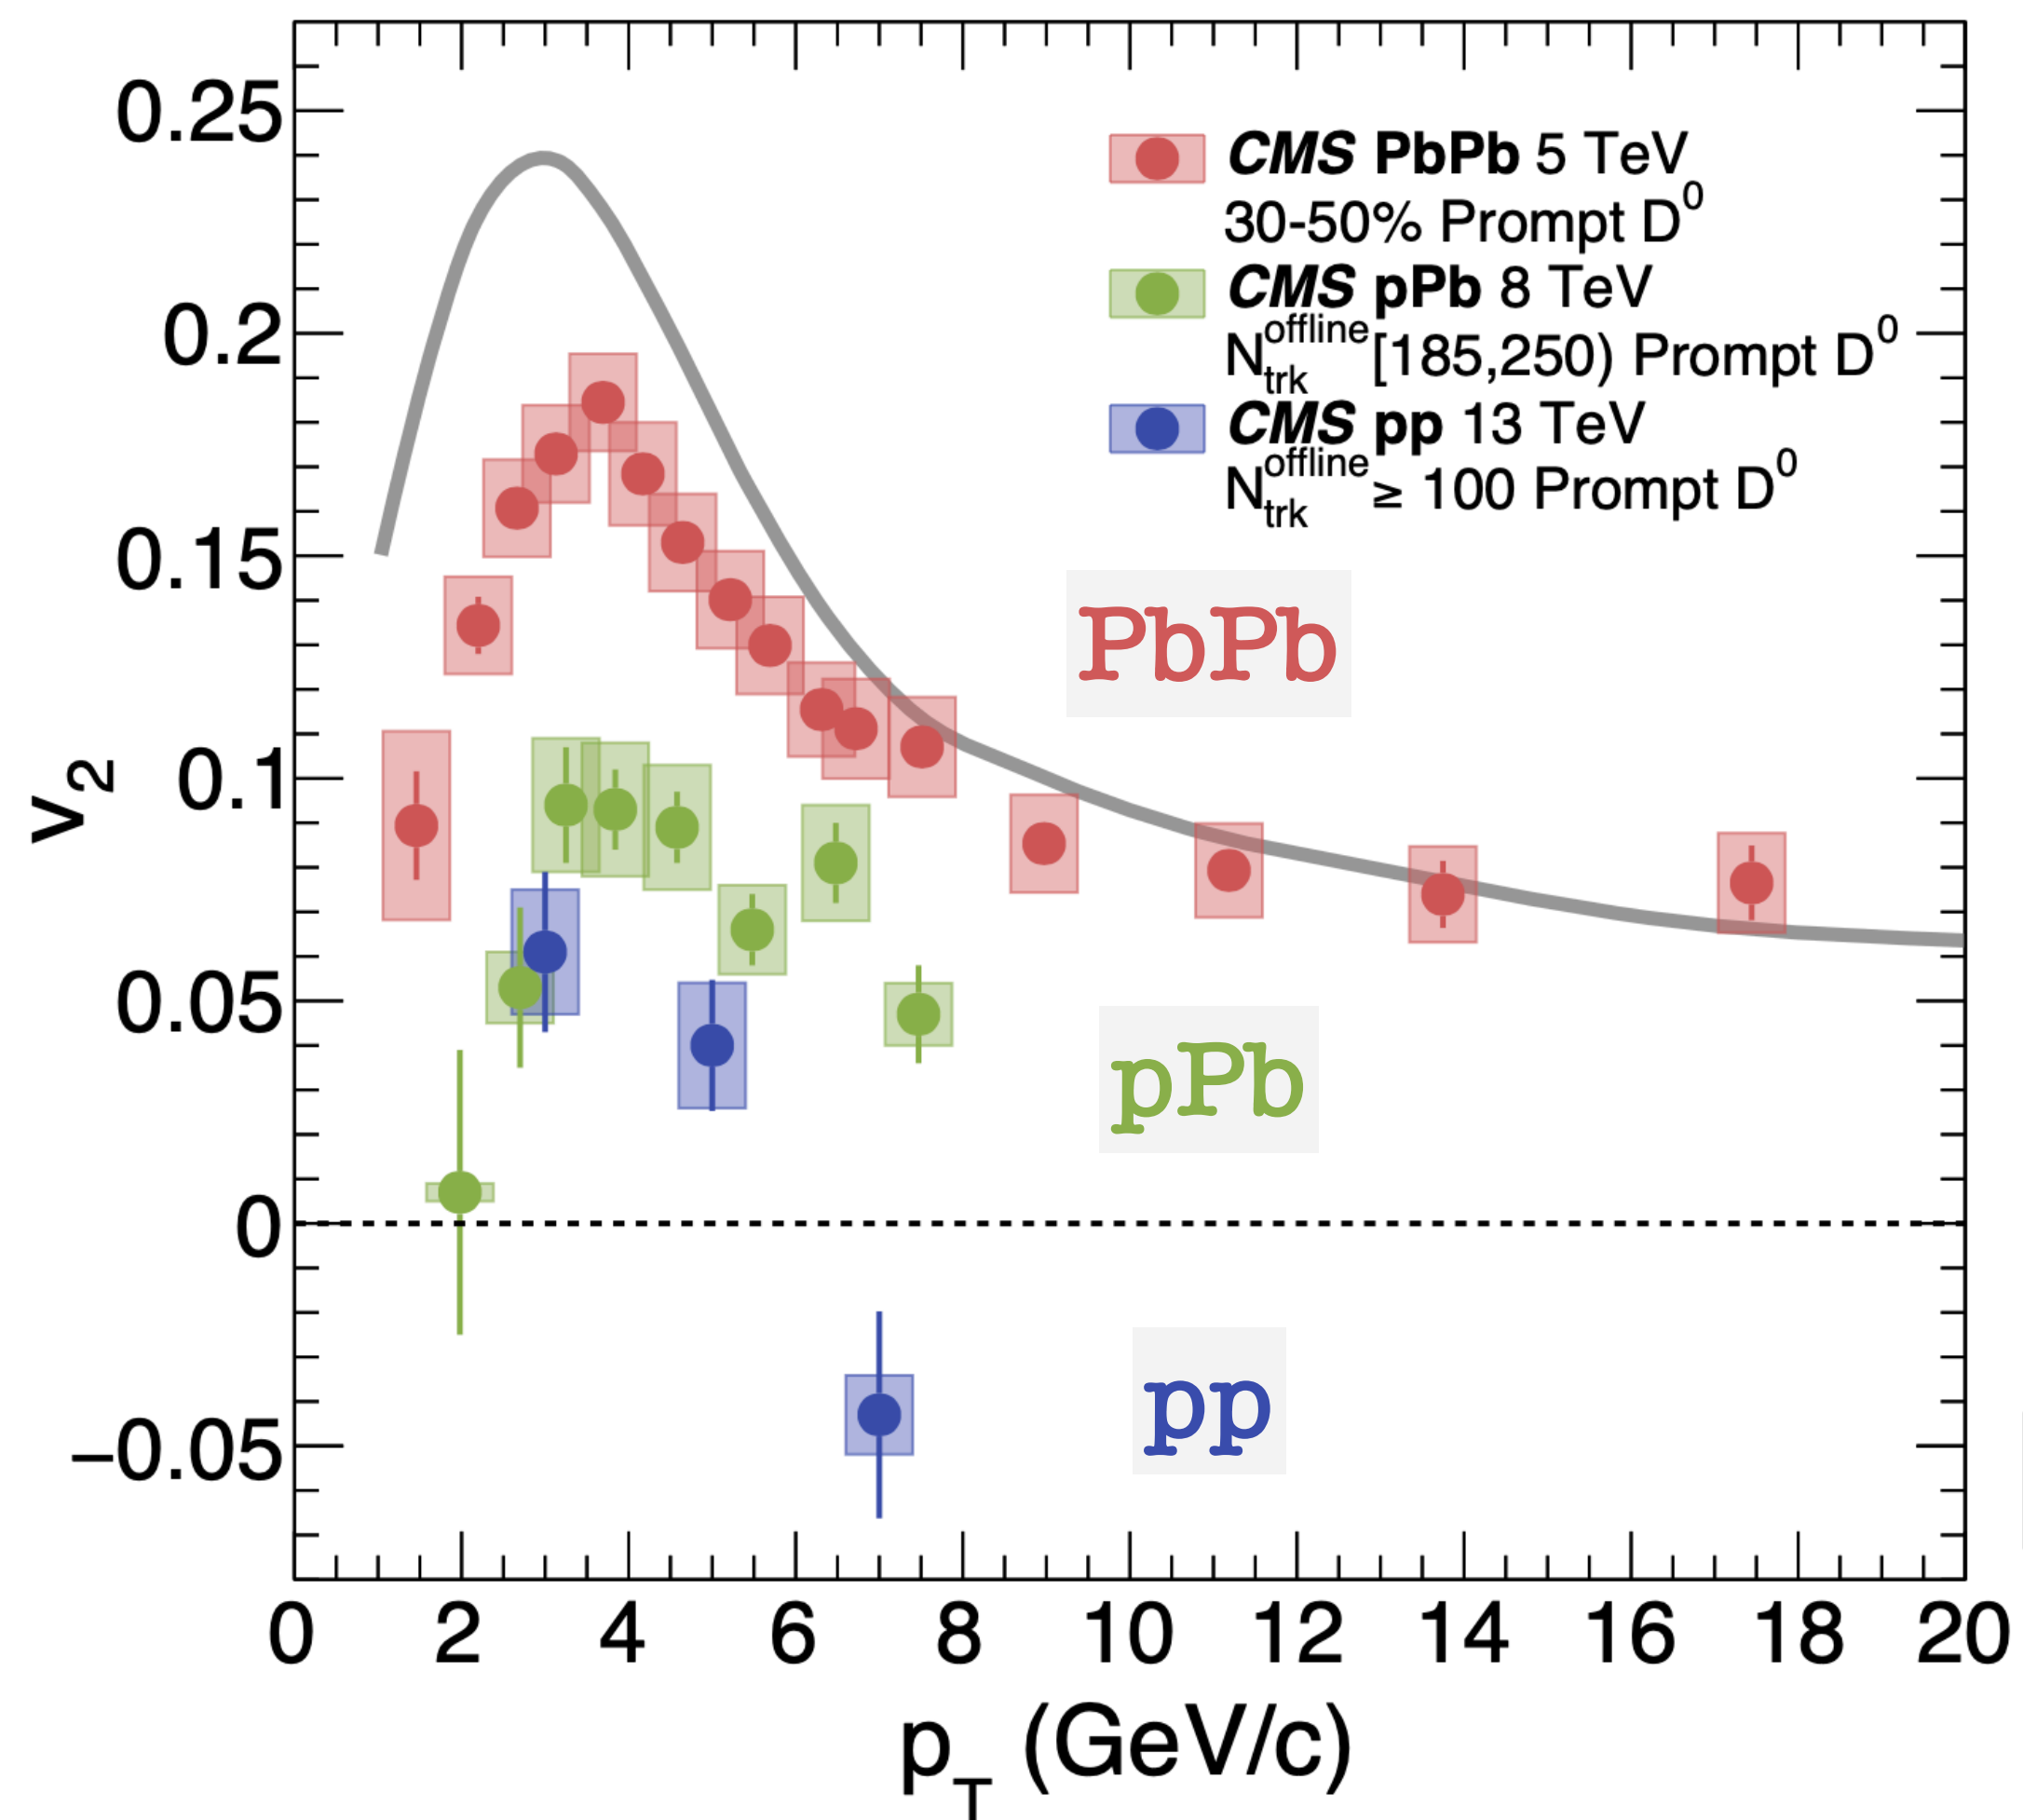 0.25
0.2
0.15
0.1
0.05
0
−0.05
v2
CMS PbPb 5 TeV
30-50% Prompt D0
CMS pPb 8 TeV
Ntrkoffline[185,250) Prompt D0
CMS pp 13 TeV
Ntrkoffline≥ 100 Prompt D0
PbPb
pPb
pp
0 2 4 6 8 10 12 14 16 18 20
pT (GeV/c)